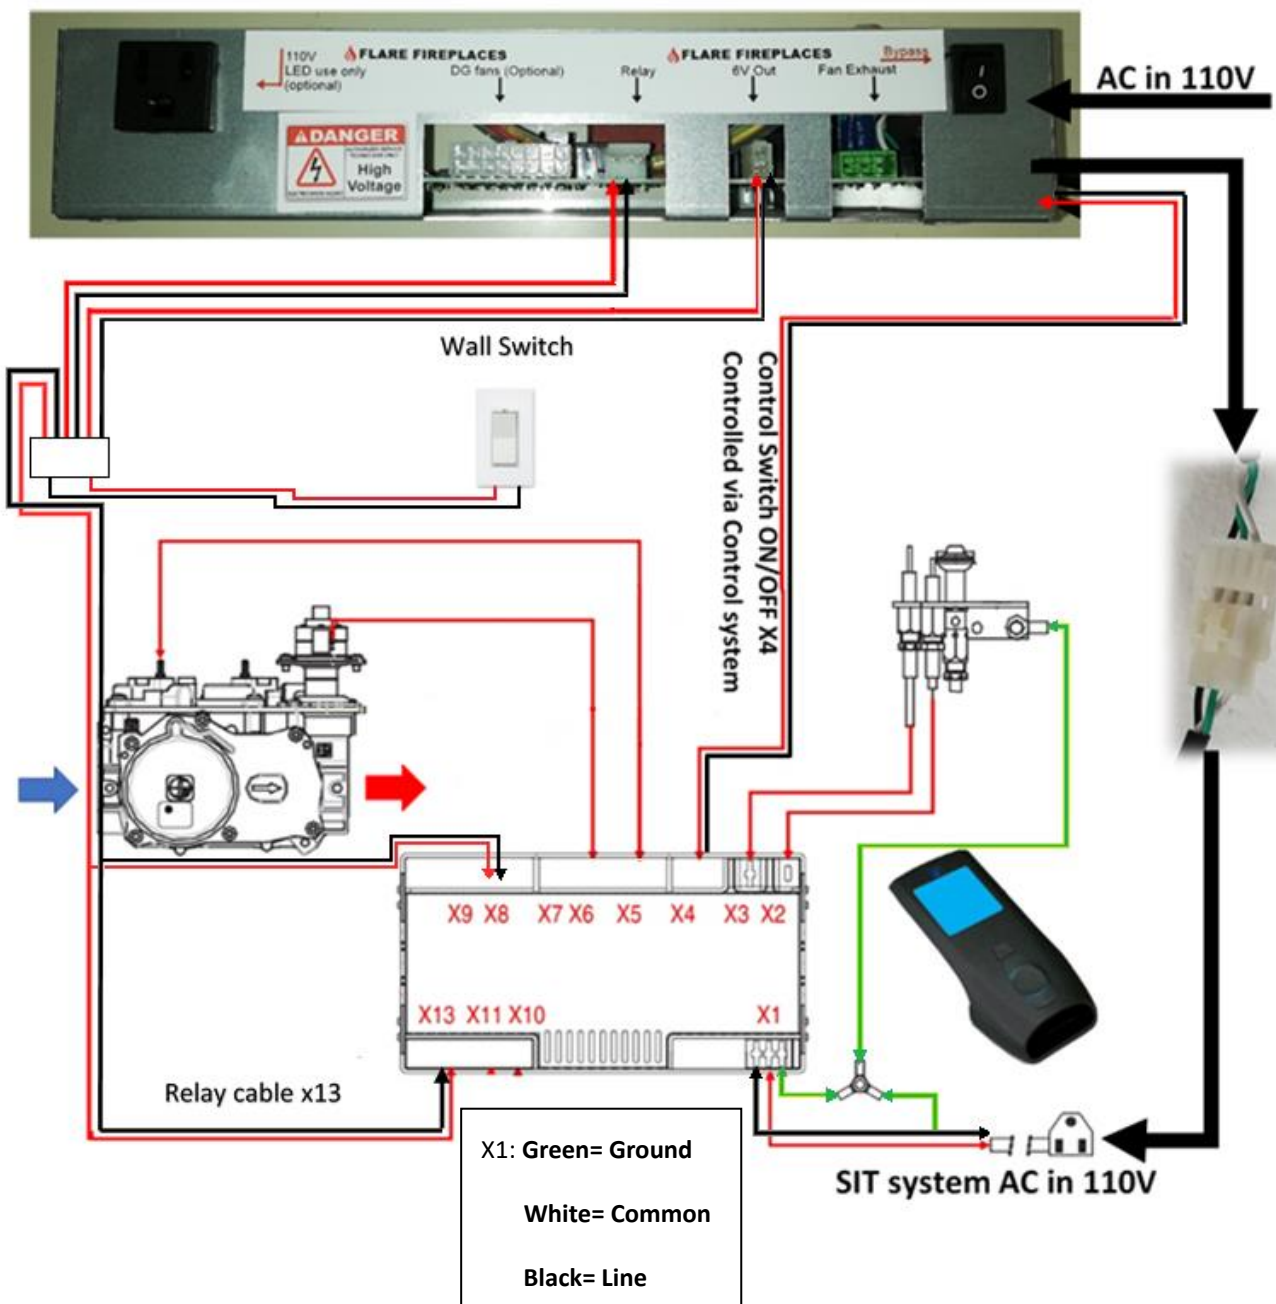 110V
LED use only
(optional)
FLARE FIREPLACES
DG fans (Optional)
Relay
FLARE FIREPLACES
6V Out
Fan Exhaust
Bypass
AC in 110V
DANGER
High
Voltage
Wall Switch
Control Switch ON/OFF X4
Controlled via Control system
X9 X8 X7 X6 X5 X4 X3 X2
X13 X11 X10 X1
Relay cable x13
X1: Green= Ground
White= Common
Black= Line
SIT system AC in 110V